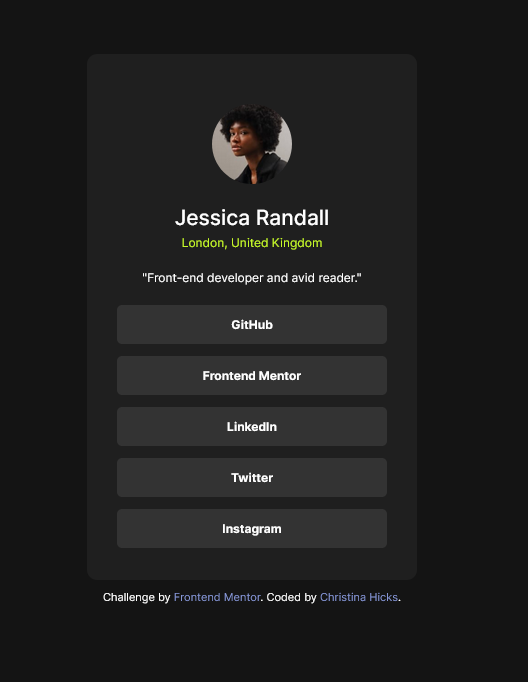 Jessica Randall
London, United Kingdom
"Front-end developer and avid reader."
GitHub
Frontend Mentor
LinkedIn
Twitter
Instagram
Challenge by Frontend Mentor. Coded by Christina Hicks.